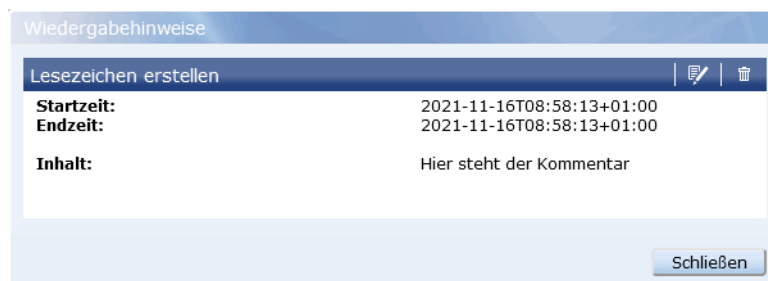 Wiedergabehinweise
Lesezeichen erstellen
Startzeit: 2021-11-16T08:58:13+01:00
Endzeit: 2021-11-16T08:58:13+01:00
Inhalt: Hier steht der Kommentar
Schließen